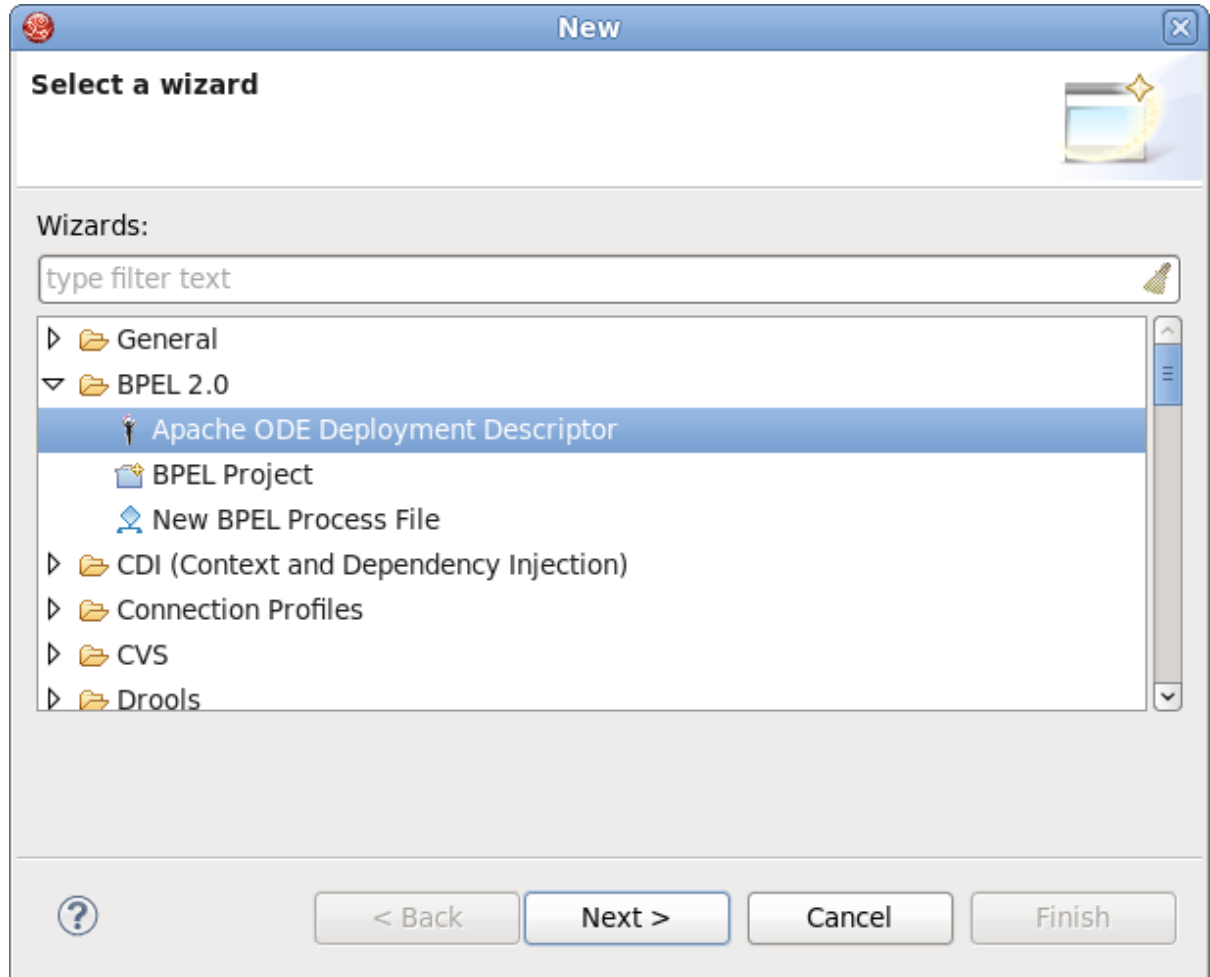 New
Select a wizard
Wizards:
type filter text
General
BPEL 2.0
Apache ODE Deployment Descriptor
BPEL Project
New BPEL Process File
CDI (Context and Dependency Injection)
Connection Profiles
CVS
Drools
< Back Next > Cancel Finish